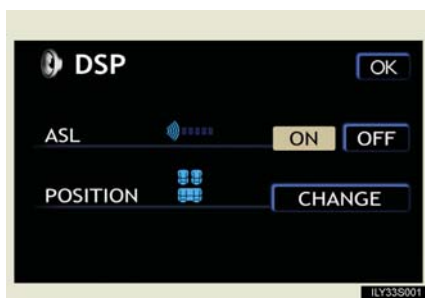 DSP
OK
ASL
ON OFF
POSITION
CHANGE
ILY33S001